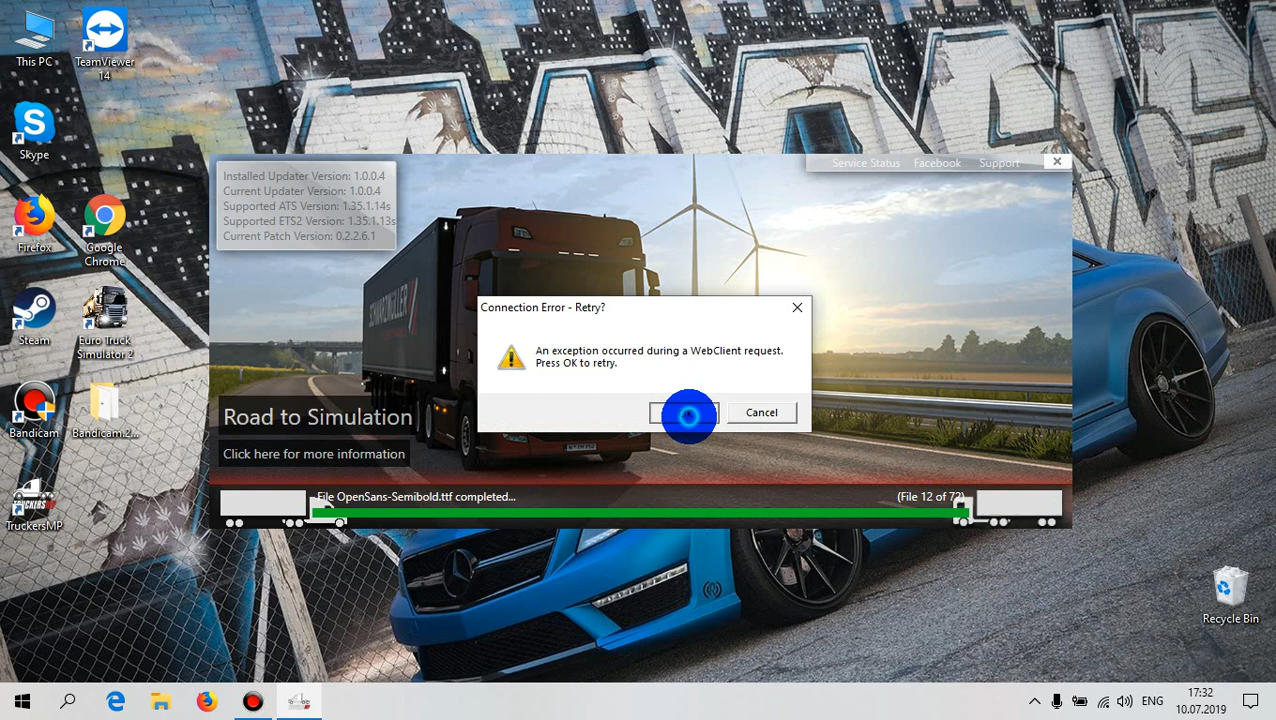 This PC
TeamViewer
14
Skype
Firefox
Google
Chrome
Steam
Euro Truck
Simulator 2
Bandicam
Bandicam.2...
TruckersMP
Installed Updater Version: 1.0.0.4
Current Updater Version: 1.0.0.4
Supported ATS Version: 1.35.1.14s
Supported ETS2 Version: 1.35.1.13s
Current Patch Version: 0.2.2.6.1
Service Status
Facebook
Support
SCHWARZMÜLLER
Connection Error - Retry?
An exception occurred during a WebClient request.
Press OK to retry.
Cancel
Road to Simulation
Click here for more information
File OpenSans-Semibold.ttf completed...
(File 12 of 72)
Recycle Bin
ENG
17:32
10.07.2019